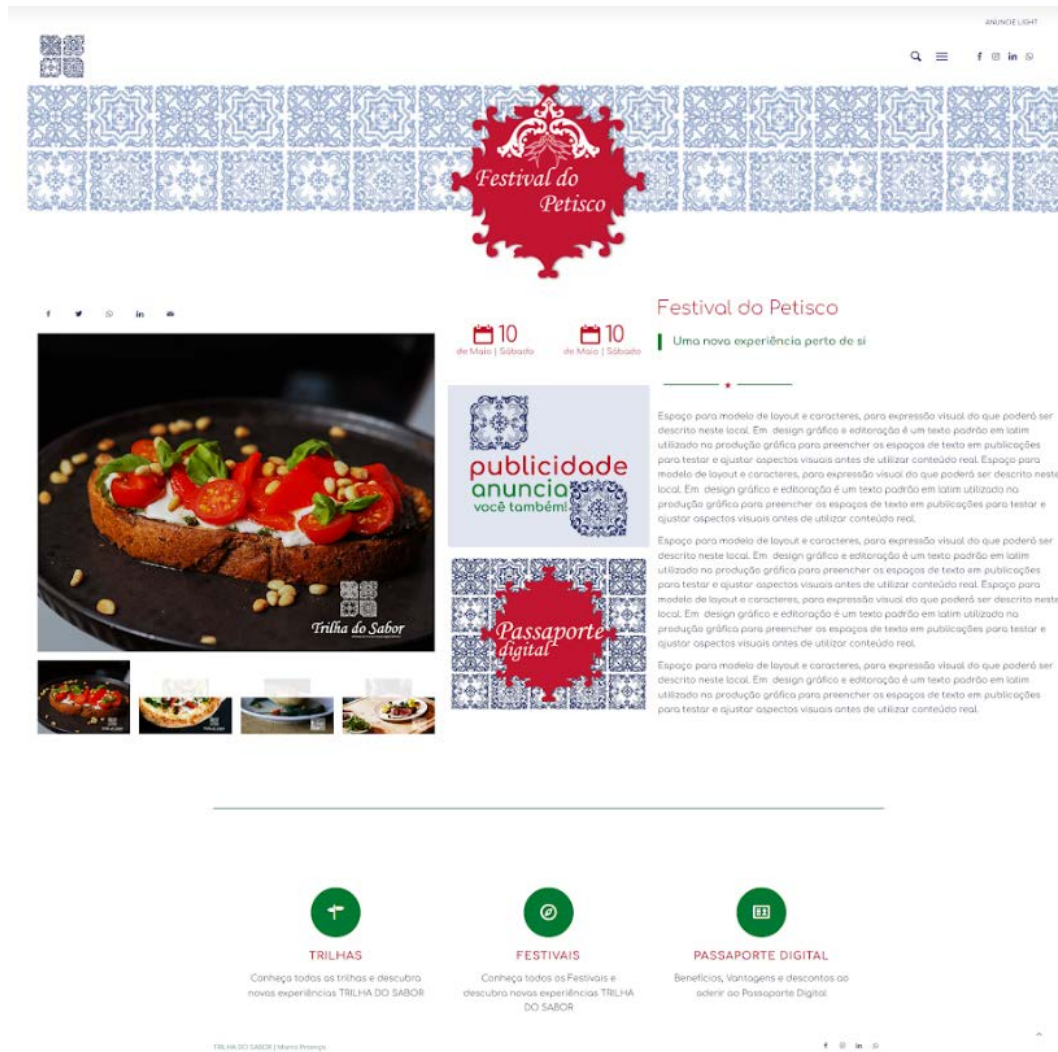 ANUNCIE LIGHT
Festival do
Petisco
10
de Maio | Sábado
10
de Maio | Sábado
Festival do Petisco
Uma nova experiência perto de si
publicidade
anuncia
você também!
Passaporte
digital
Trilha do Sabor
Espaço para modelo de layout e caracteres, para expressão visual do que poderá ser
descrito neste local. Em design gráfico e editoração é um texto padrão em latim
utilizado na produção gráfica para preencher os espaços de texto em publicações
para testar e ajustar aspectos visuais antes de utilizar conteúdo real. Espaço para
modelo de layout e caracteres, para expressão visual do que poderá ser descrito neste
local. Em design gráfico e editoração é um texto padrão em latim utilizado na
produção gráfica para preencher os espaços de texto em publicações para testar e
ajustar aspectos visuais antes de utilizar conteúdo real.
Espaço para modelo de layout e caracteres, para expressão visual do que poderá ser
descrito neste local. Em design gráfico e editoração é um texto padrão em latim
utilizado na produção gráfica para preencher os espaços de texto em publicações
para testar e ajustar aspectos visuais antes de utilizar conteúdo real. Espaço para
modelo de layout e caracteres, para expressão visual do que poderá ser descrito neste
local. Em design gráfico e editoração é um texto padrão em latim utilizado na
produção gráfica para preencher os espaços de texto em publicações para testar e
ajustar aspectos visuais antes de utilizar conteúdo real.
Espaço para modelo de layout e caracteres, para expressão visual do que poderá ser
descrito neste local. Em design gráfico e editoração é um texto padrão em latim
utilizado na produção gráfica para preencher os espaços de texto em publicações
para testar e ajustar aspectos visuais antes de utilizar conteúdo real.
TRILHAS
Conheça todas as trilhas e descubra
novas experiências TRILHA DO SABOR
FESTIVAIS
Conheça todos os Festivais e
descubra novas experiências TRILHA
DO SABOR
PASSAPORTE DIGITAL
Benefícios, Vantagens e descontos ao
aderir ao Passaporte Digital
TRILHA DO SABOR |